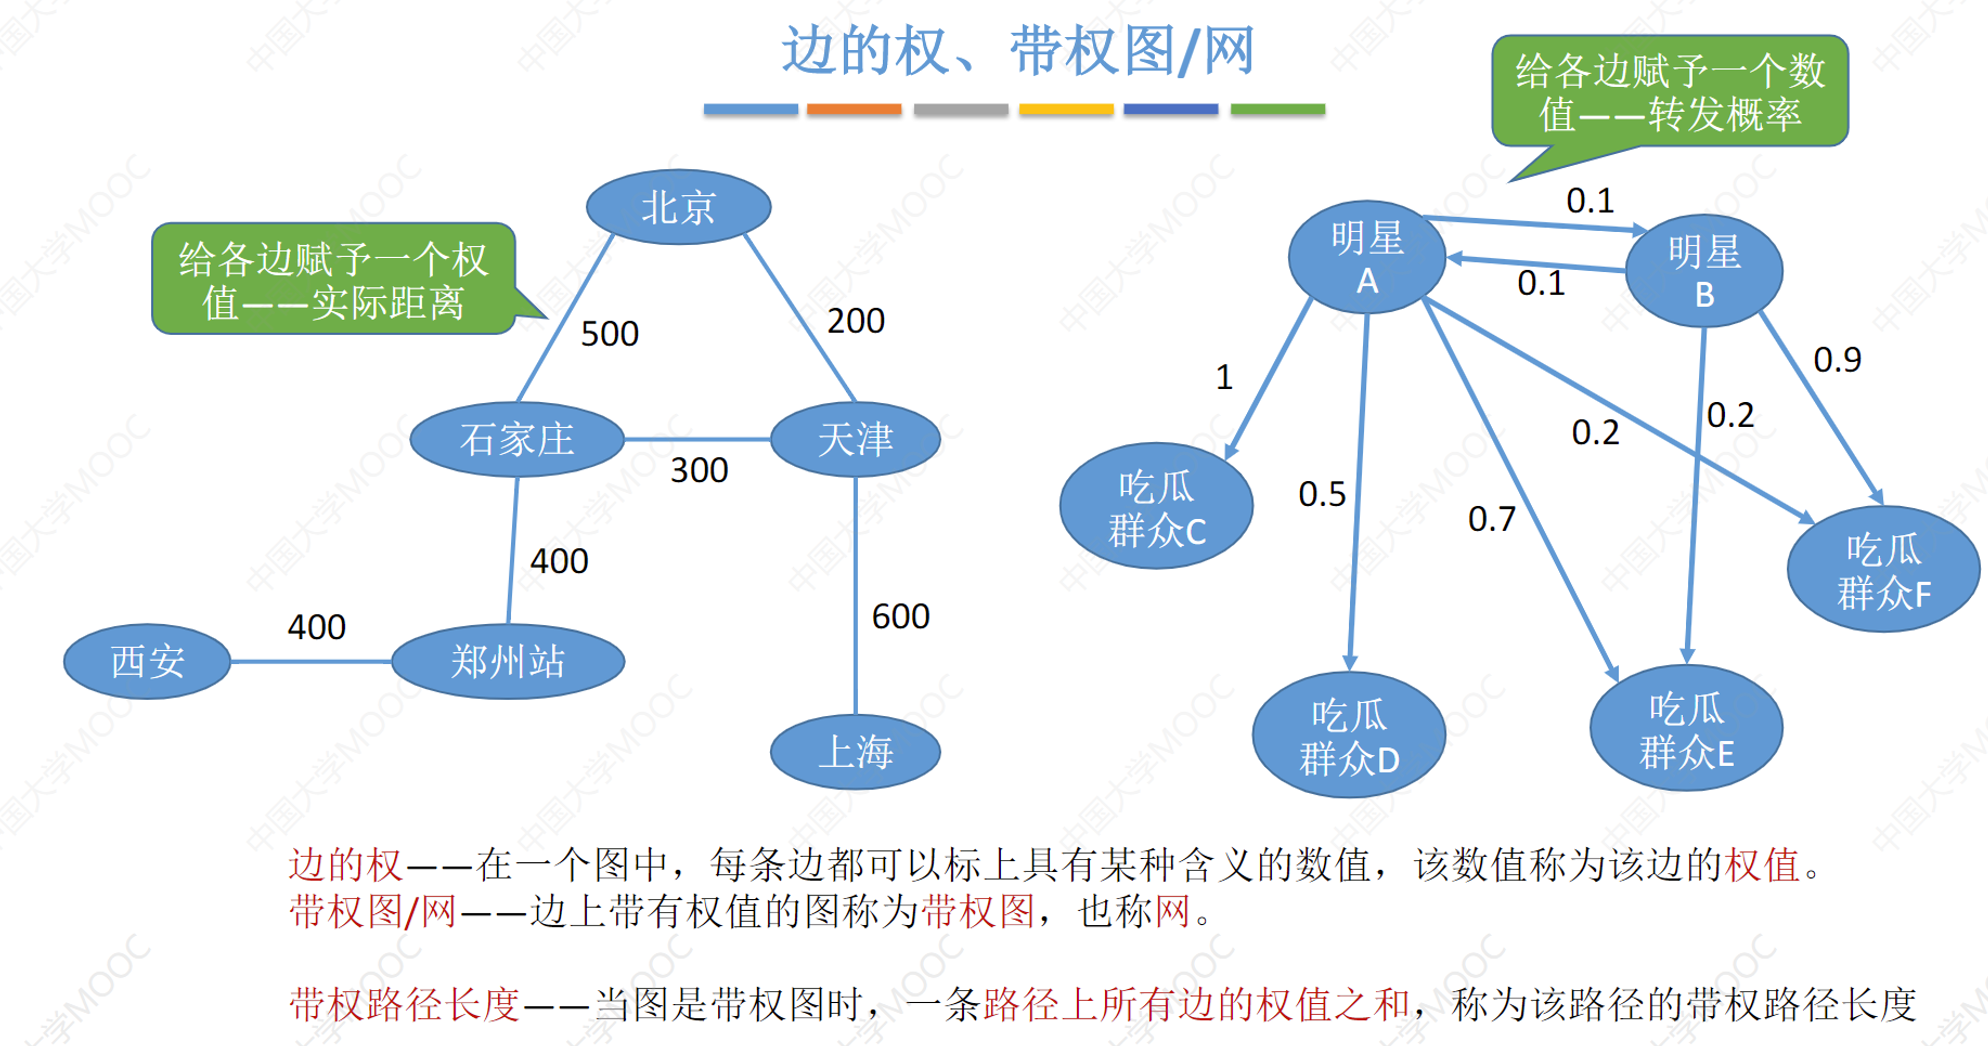 边的权、带权图/网
给各边赋予一个数
值——转发概率
给各边赋予一个权
值——实际距离
北京
500
200
石家庄
300
天津
400
600
西安
400
郑州站
上海
明星
A
0.1
0.1
明星
B
1
0.5
0.7
0.2
0.2
0.9
吃瓜
群众C
吃瓜
群众D
吃瓜
群众E
吃瓜
群众F
边的权——在一个图中，每条边都可以标上具有某种含义的数值，该数值称为该边的权值。
带权图/网——边上带有权值的图称为带权图，也称网。
带权路径长度——当图是带权图时，一条路径上所有边的权值之和，称为该路径的带权路径长度
中国大学MOOC